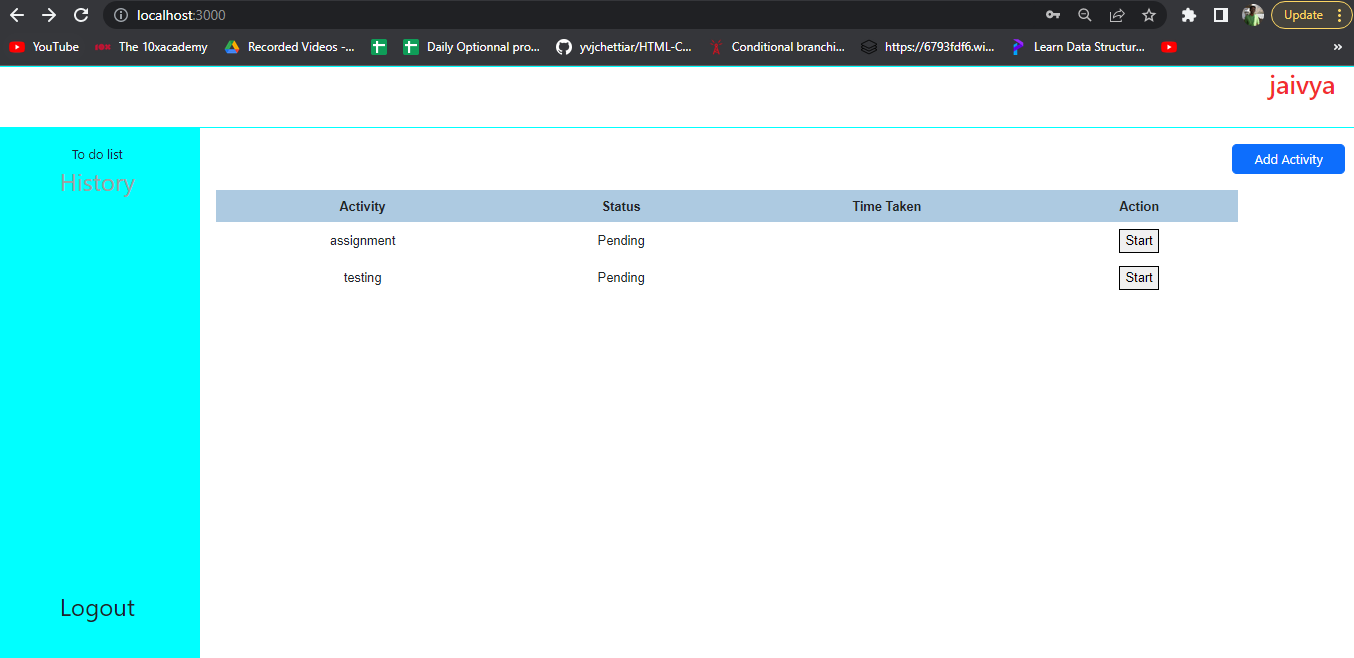 localhost:3000
Update
YouTube The 10xacademy Recorded Videos -... Daily Optionnal pro... yvjchettiar/HTML-C... Conditional branchi... https://6793fdf6.wi... Learn Data Structur... »
jaivya
To do list
History
Add Activity
Activity Status Time Taken Action
assignment Pending Start
testing Pending Start
Logout